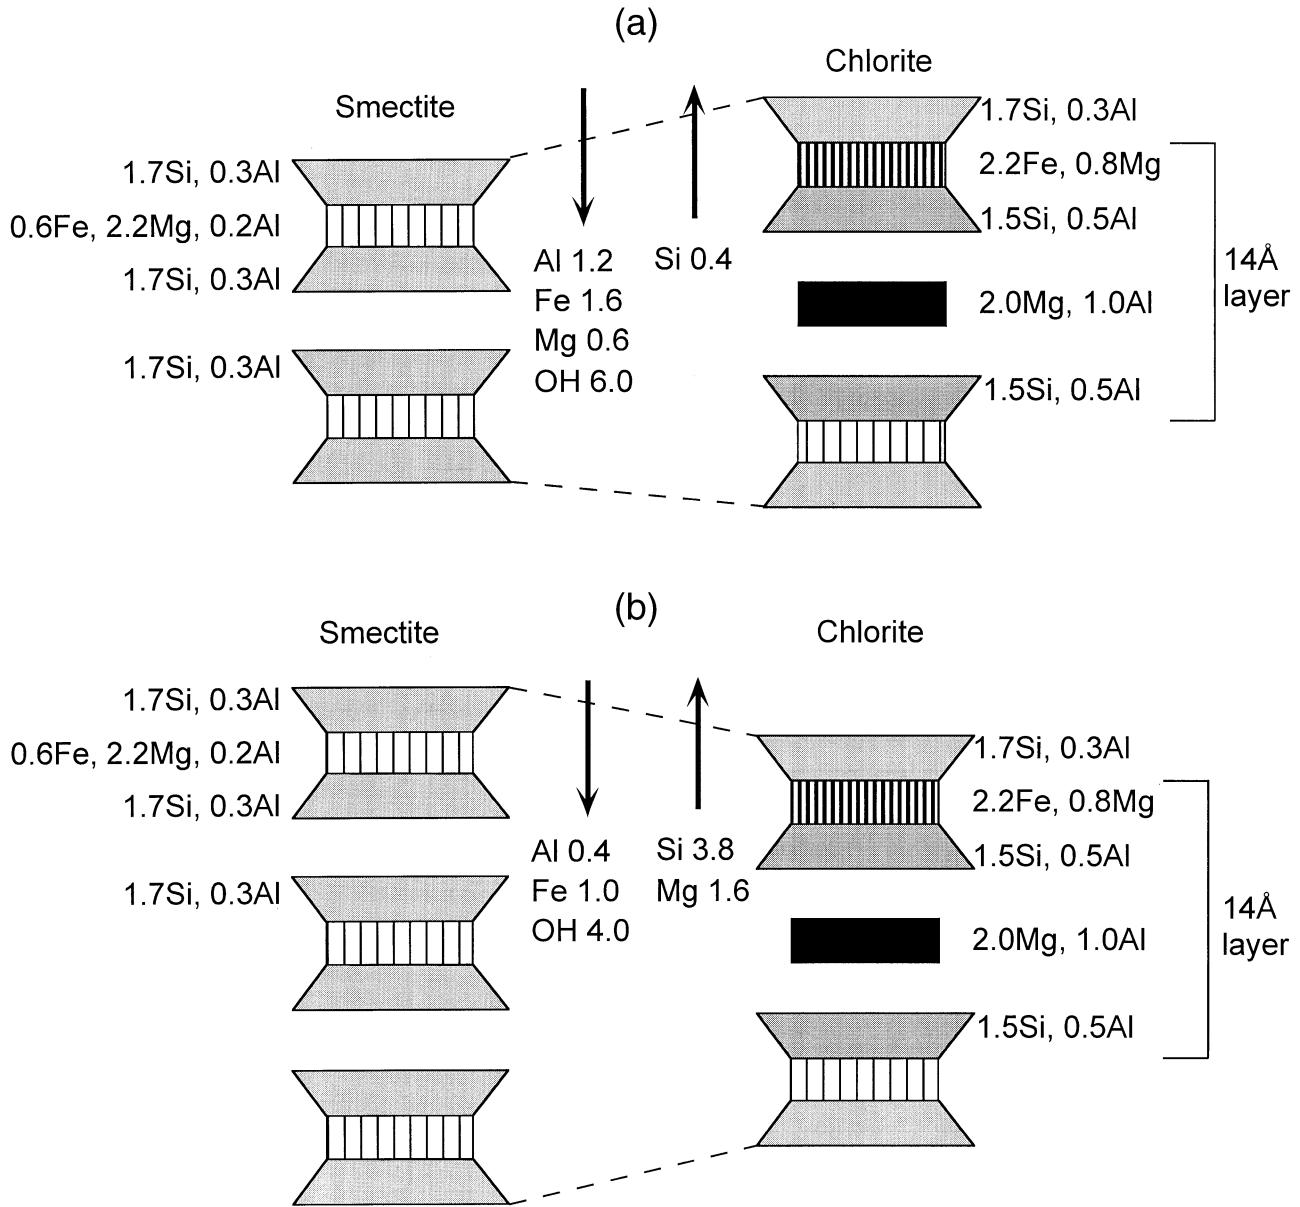 (a)
Smectite
Chlorite
1.7Si, 0.3Al
0.6Fe, 2.2Mg, 0.2Al
1.7Si, 0.3Al
1.7Si, 0.3Al
Al 1.2
Fe 1.6
Mg 0.6
OH 6.0
Si 0.4
1.7Si, 0.3Al
2.2Fe, 0.8Mg
1.5Si, 0.5Al
2.0Mg, 1.0Al
1.5Si, 0.5Al
14Å
layer
(b)
Smectite
Chlorite
1.7Si, 0.3Al
0.6Fe, 2.2Mg, 0.2Al
1.7Si, 0.3Al
1.7Si, 0.3Al
Al 0.4
Fe 1.0
OH 4.0
Si 3.8
Mg 1.6
1.7Si, 0.3Al
2.2Fe, 0.8Mg
1.5Si, 0.5Al
2.0Mg, 1.0Al
1.5Si, 0.5Al
14Å
layer